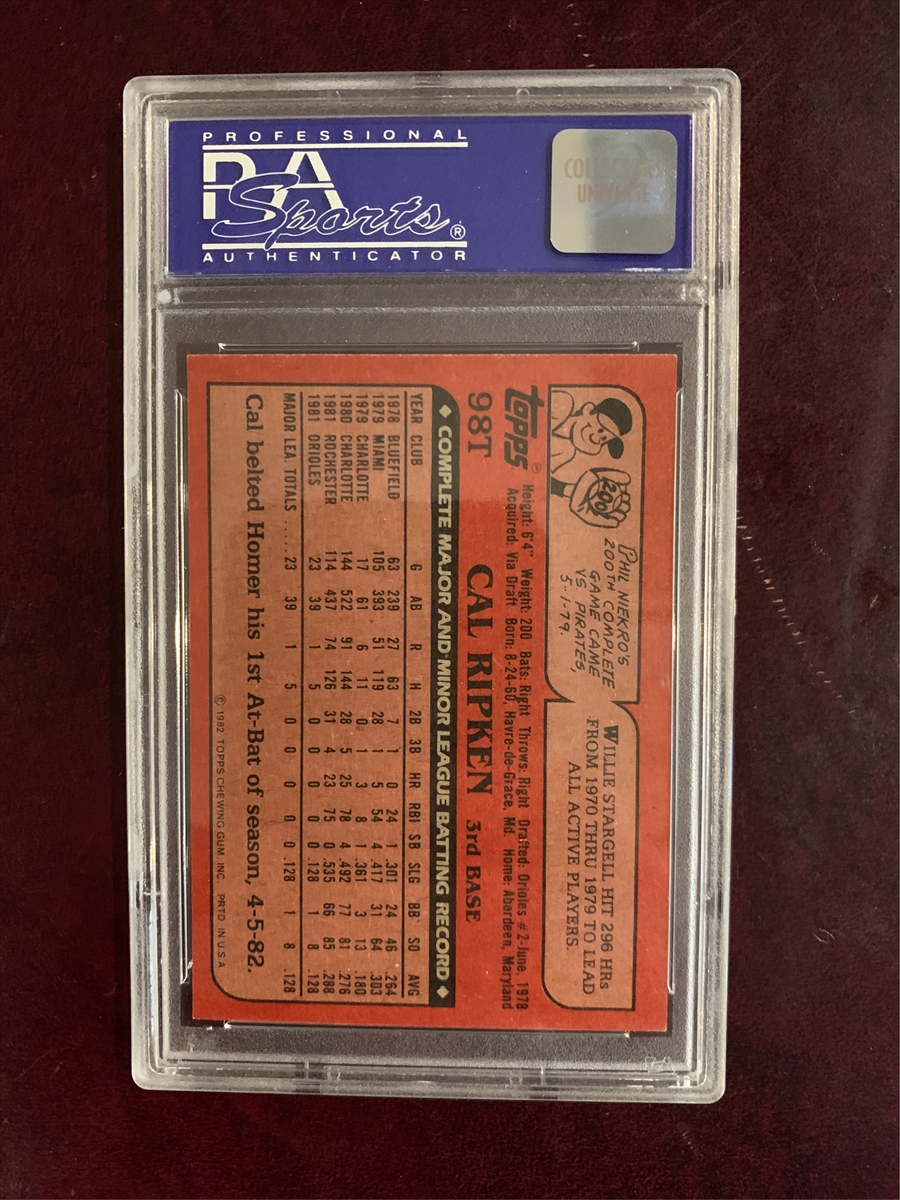 PROFESSIONAL
PSA
Sports®
AUTHENTICATOR
COLLECTORS
UNIVERSE
200
PHIL NIEKRO'S
200TH COMPLETE
GAME CAME
VS. PIRATES,
5-1-79.
WILLIE STARGELL HIT 296 HRs
FROM 1970 THRU 1979 TO LEAD
ALL ACTIVE PLAYERS.
topps®
98T
Height: 6'4" Weight: 200 Bats: Right Throws: Right Drafted: Orioles #2-June, 1978
Acquired: Via Draft Born: 8-24-60, Havre-de-Grace, Md. Home: Aberdeen, Maryland
CAL RIPKEN 3rd BASE
◆ COMPLETE MAJOR AND MINOR LEAGUE BATTING RECORD ◆
YEAR CLUB G AB R H 2B 3B HR RBI SB SLG BB SO AVG
1978 BLUEFIELD 63 239 27 63 7 1 0 24 1 .301 24 46 .264
1979 MIAMI 105 393 51 119 28 1 5 54 4 .417 31 64 .303
1979 CHARLOTTE 17 61 6 11 0 1 3 8 1 .361 3 13 .180
1980 CHARLOTTE 144 522 91 144 28 5 25 78 4 .492 77 81 .276
1981 ROCHESTER 114 437 74 126 31 4 23 75 0 .535 66 85 .288
1981 ORIOLES 23 39 1 5 0 0 0 0 0 .128 1 8 .128
MAJOR LEA. TOTALS ..... 23 39 1 5 0 0 0 0 0 .128 1 8 .128
Cal belted Homer his 1st At-Bat of season, 4-5-82.
© 1982 TOPPS CHEWING GUM, INC. PRTD. IN U.S.A.